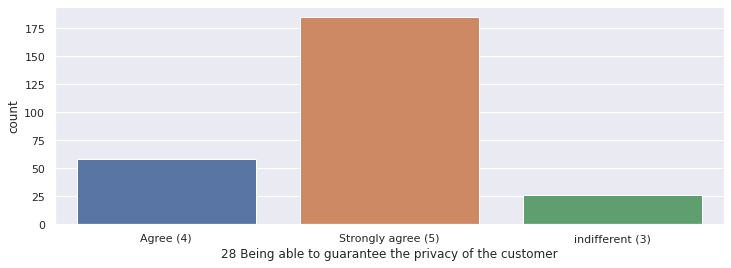 175
150
125
100
75
50
25
0
count
Agree (4)
Strongly agree (5)
indifferent (3)
28 Being able to guarantee the privacy of the customer